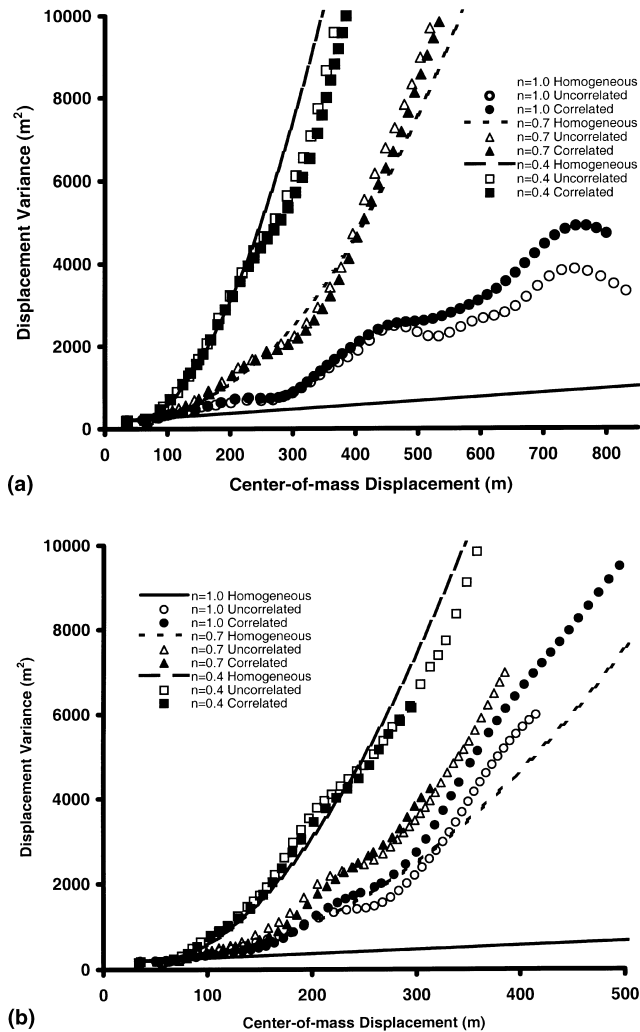 10000
8000
6000
4000
2000
0
Displacement Variance (m²)
n=1.0 Homogeneous
n=1.0 Uncorrelated
n=1.0 Correlated
n=0.7 Homogeneous
n=0.7 Uncorrelated
n=0.7 Correlated
n=0.4 Homogeneous
n=0.4 Uncorrelated
n=0.4 Correlated
0 100 200 300 400 500 600 700 800
(a) Center-of-mass Displacement (m)
10000
8000
6000
4000
2000
0
Displacement Variance (m²)
n=1.0 Homogeneous
n=1.0 Uncorrelated
n=1.0 Correlated
n=0.7 Homogeneous
n=0.7 Uncorrelated
n=0.7 Correlated
n=0.4 Homogeneous
n=0.4 Uncorrelated
n=0.4 Correlated
0 100 200 300 400 500
(b) Center-of-mass Displacement (m)